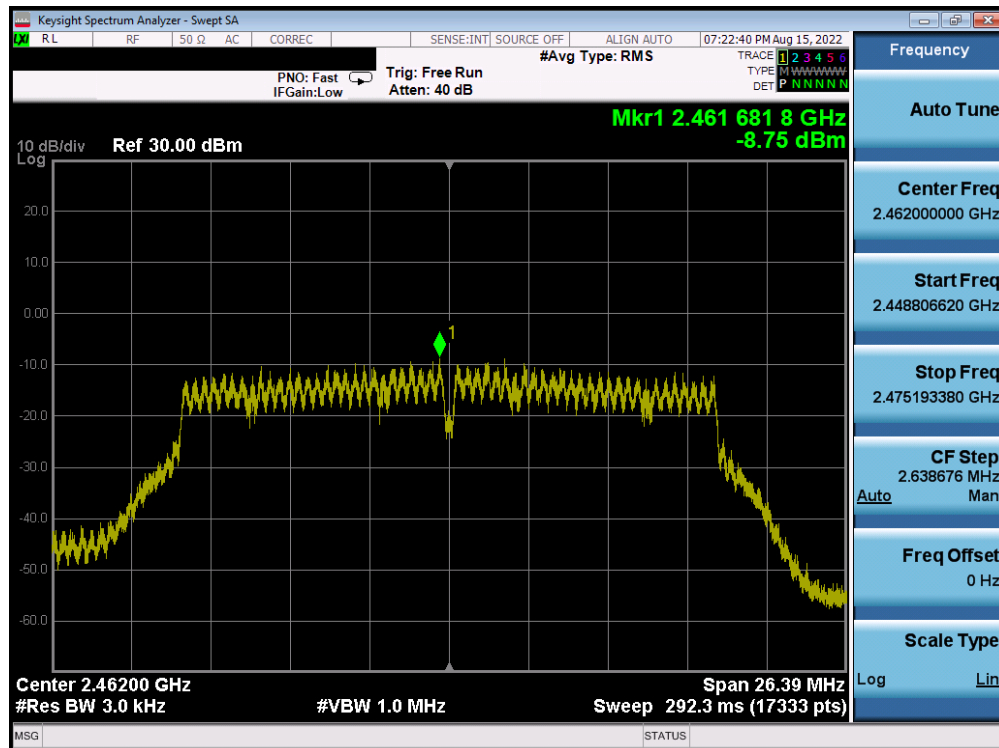 Keysight Spectrum Analyzer - Swept SA
LXI RL RF 50 Ω AC CORREC SENSE:INT SOURCE OFF ALIGN AUTO 07:22:40 PM Aug 15, 2022
#Avg Type: RMS
TRACE 1 2 3 4 5 6
PNO: Fast Trig: Free Run
TYPE M WWWWW
IFGain:Low Atten: 40 dB
DET P N N N N N
Mkr1 2.461 681 8 GHz
-8.75 dBm
10 dB/div Ref 30.00 dBm
Log
20.0
10.0
0.00
1
-10.0
-20.0
-30.0
-40.0
-50.0
-60.0
Center 2.46200 GHz Span 26.39 MHz
#Res BW 3.0 kHz #VBW 1.0 MHz Sweep 292.3 ms (17333 pts)
MSG STATUS
Frequency
Auto Tune
Center Freq
2.462000000 GHz
Start Freq
2.448806620 GHz
Stop Freq
2.475193380 GHz
CF Step
2.638676 MHz
Auto Man
Freq Offset
0 Hz
Scale Type
Log Lin